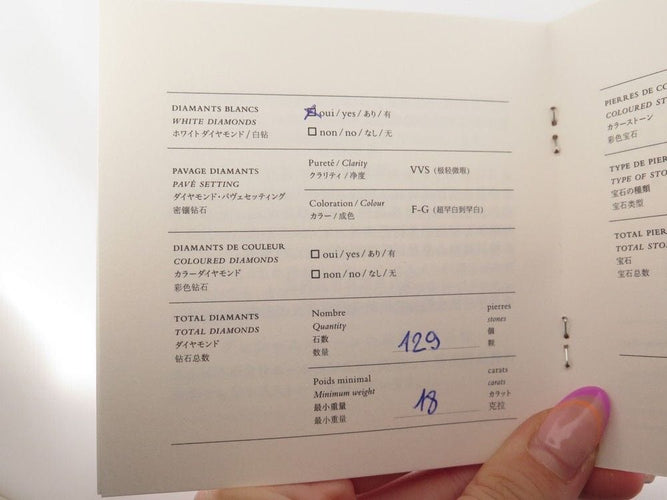 DIAMANTS BLANCS
WHITE DIAMONDS
ホワイトダイヤモンド / 白钻
oui / yes / あり / 有
non / no / なし / 无
PAVAGE DIAMANTS
PAVÉ SETTING
ダイヤモンド・パヴェセッティング
密镶钻石
Pureté / Clarity
クラリティ / 净度
VVS (极轻微瑕)
Coloration / Colour
カラー / 成色
F-G (超早白到早白)
DIAMANTS DE COULEUR
COLOURED DIAMONDS
カラーダイヤモンド
彩色钻石
oui / yes / あり / 有
non / no / なし / 无
TOTAL DIAMANTS
TOTAL DIAMONDS
ダイヤモンド
钻石总数
Nombre
Quantity
石数
数量
129
pierres
stones
個
颗
Poids minimal
Minimum weight
最小重量
最小重量
18
carats
carats
カラット
克拉
PIERRES DE CO
COLOURED ST
カラーストーン
彩色宝石
TYPE DE PIER
TYPE OF STO
宝石の種類
宝石类型
TOTAL PIER
TOTAL STO
宝石
宝石总数